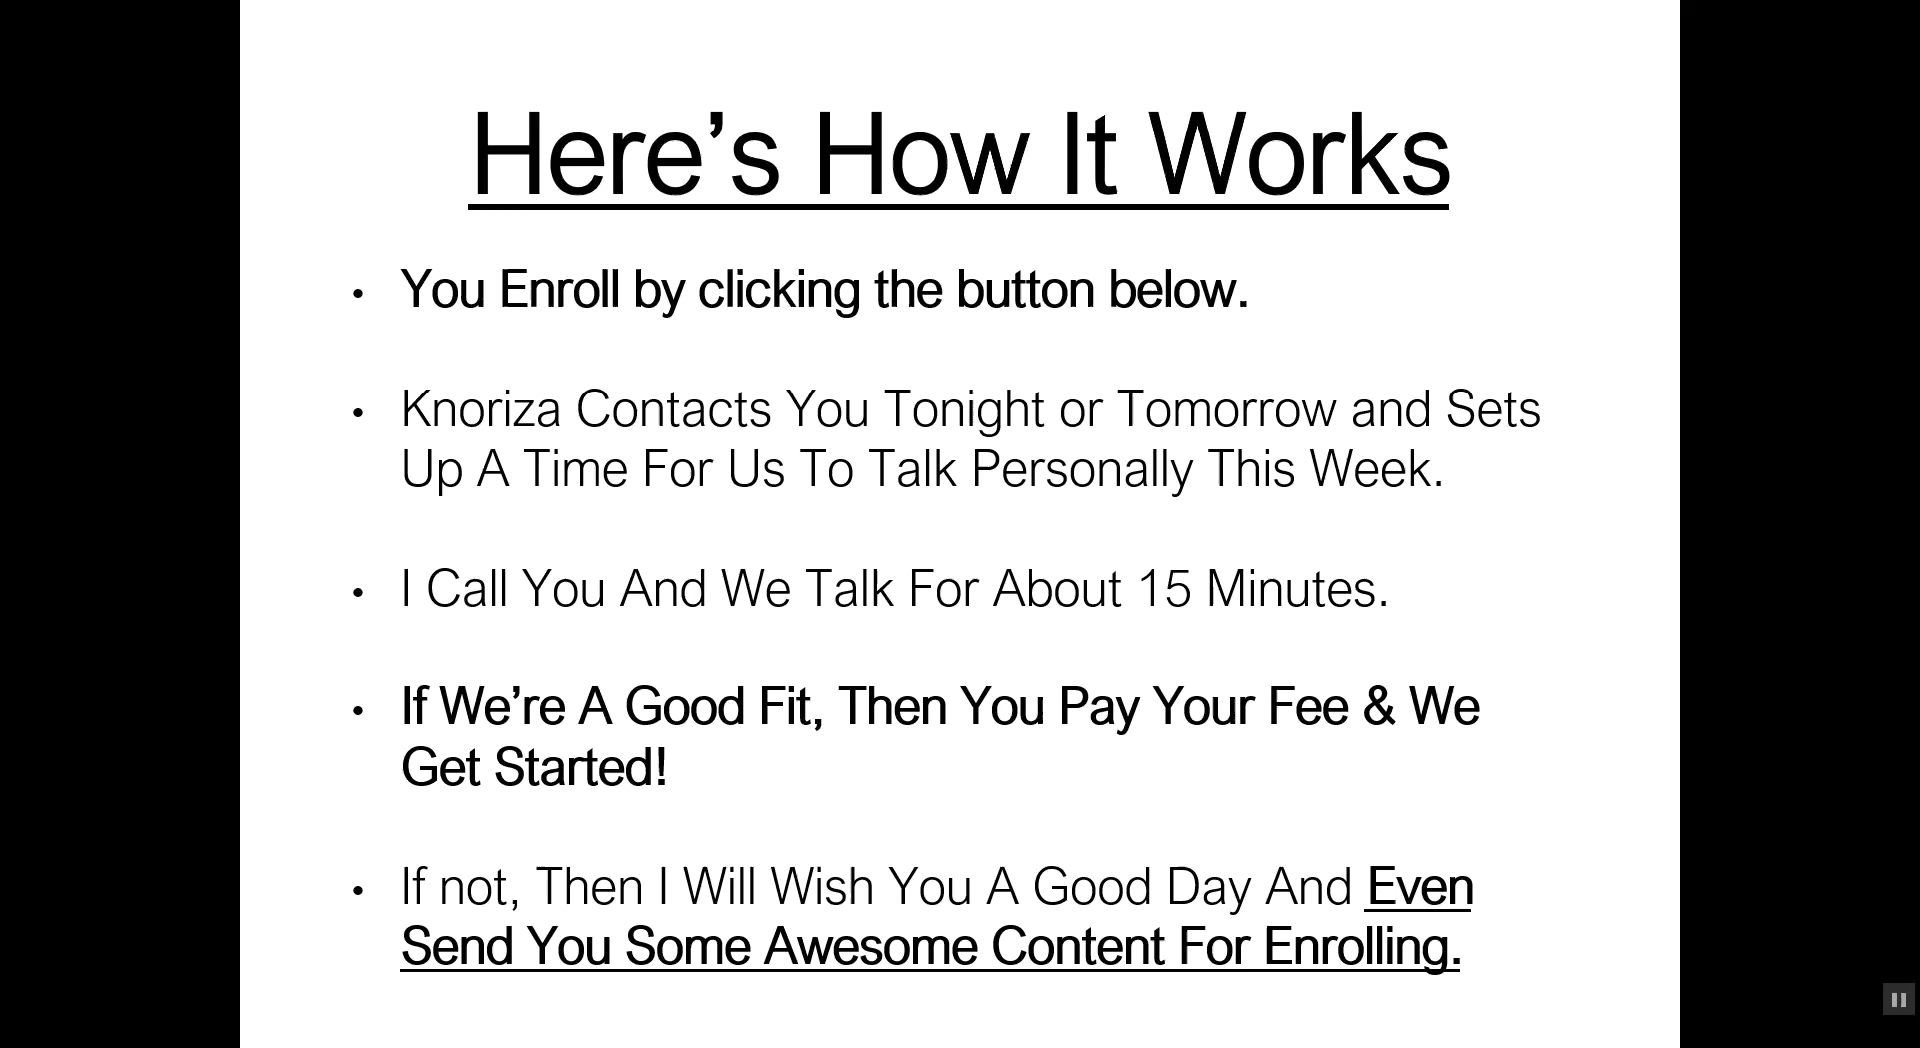 Here’s How It Works
• You Enroll by clicking the button below.
• Knoriza Contacts You Tonight or Tomorrow and Sets
Up A Time For Us To Talk Personally This Week.
• I Call You And We Talk For About 15 Minutes.
• If We’re A Good Fit, Then You Pay Your Fee & We
Get Started!
• If not, Then I Will Wish You A Good Day And Even
Send You Some Awesome Content For Enrolling.